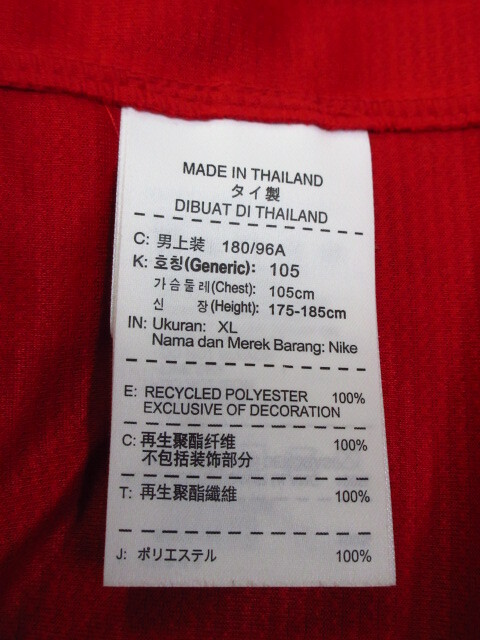 MADE IN THAILAND
タイ製
DIBUAT DI THAILAND
C: 男上装 180/96A
K: 호칭(Generic): 105
가슴둘레(Chest): 105cm
신 장(Height): 175-185cm
IN: Ukuran: XL
Nama dan Merek Barang: Nike
E: RECYCLED POLYESTER 100%
EXCLUSIVE OF DECORATION
C: 再生聚酯纤维 100%
不包括装饰部分
T: 再生聚酯纖維 100%
J: ポリエステル 100%